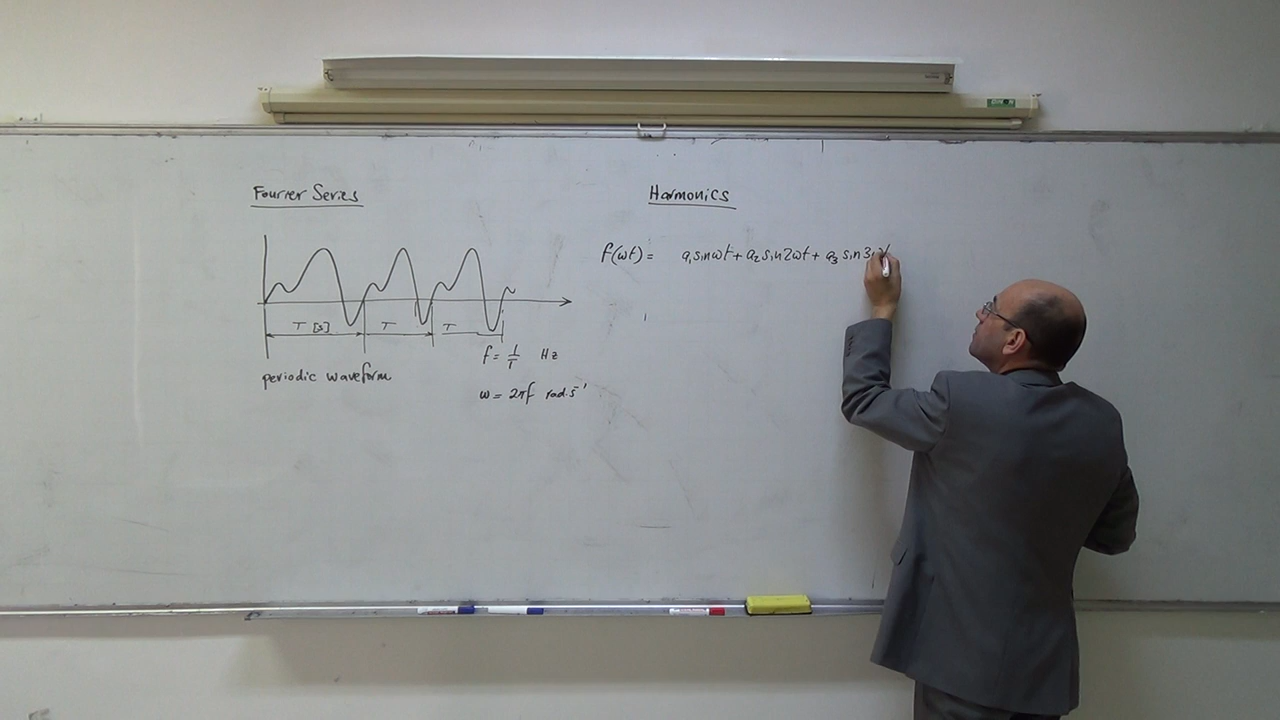 Fourier Series
T [s] T T
f = 1/T Hz
periodic waveform
ω = 2πf rad.s⁻¹
Harmonics
f(ωt) = a₁sinωt + a₂sin2ωt + a₃sin3